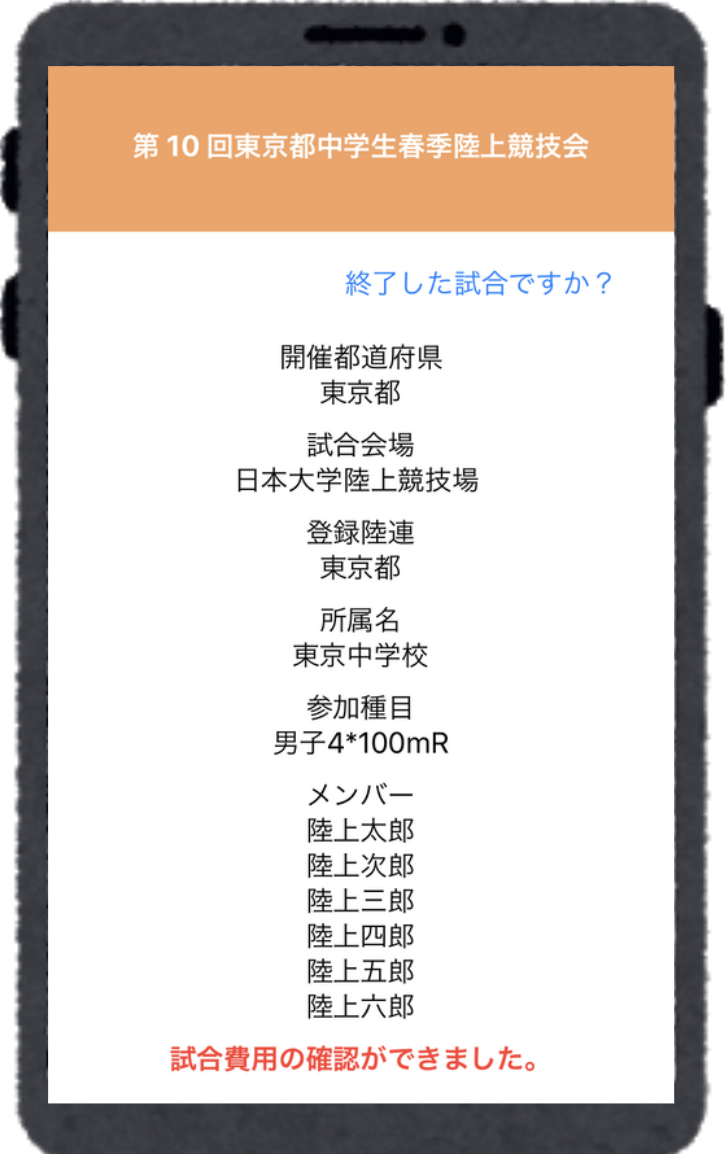 第 10 回東京都中学生春季陸上競技会
終了した試合ですか？
開催都道府県
東京都
試合会場
日本大学陸上競技場
登録陸連
東京都
所属名
東京中学校
参加種目
男子4*100mR
メンバー
陸上太郎
陸上次郎
陸上三郎
陸上四郎
陸上五郎
陸上六郎
試合費用の確認ができました。